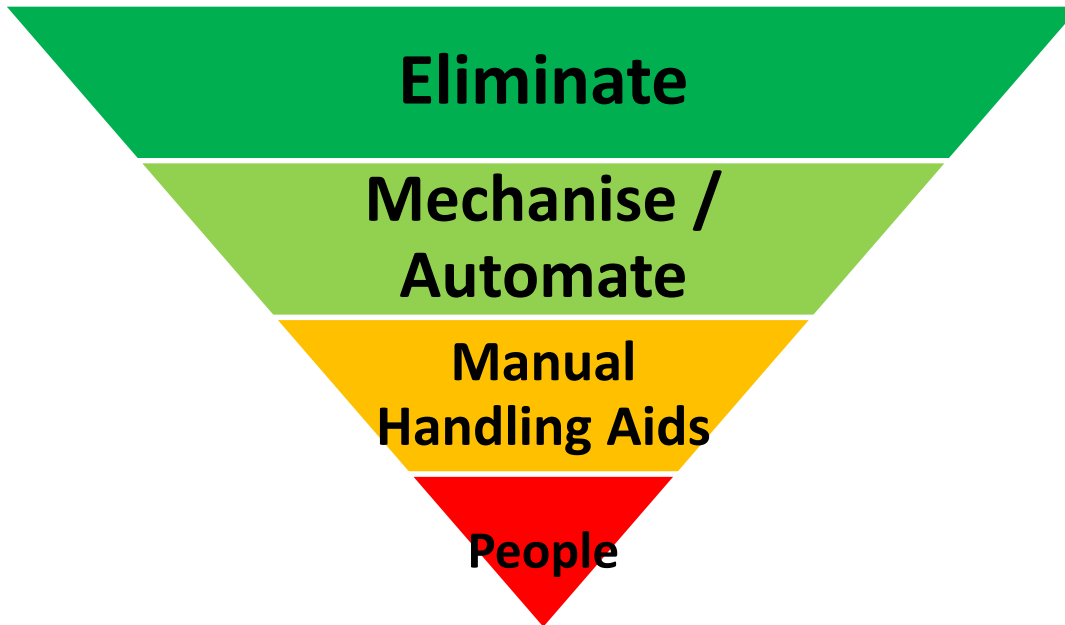 Eliminate
Mechanise /
Automate
Manual
Handling Aids
People